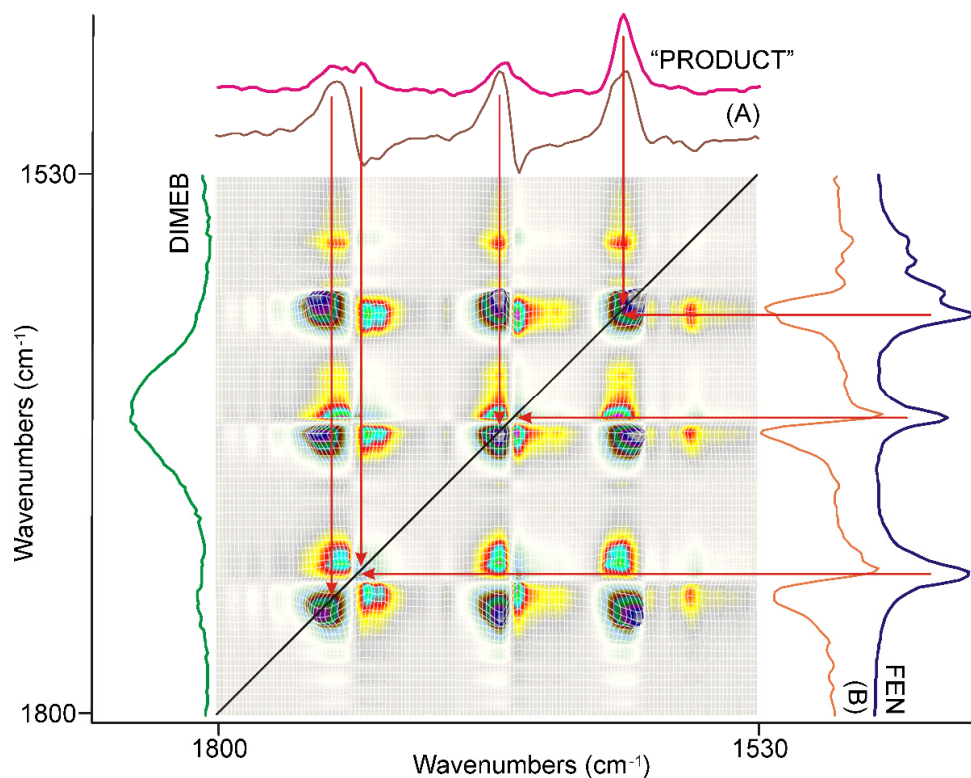 “PRODUCT”
(A)
1530
DIMEB
Wavenumbers (cm⁻¹)
FEN
(B)
1800
1800
1530
Wavenumbers (cm⁻¹)